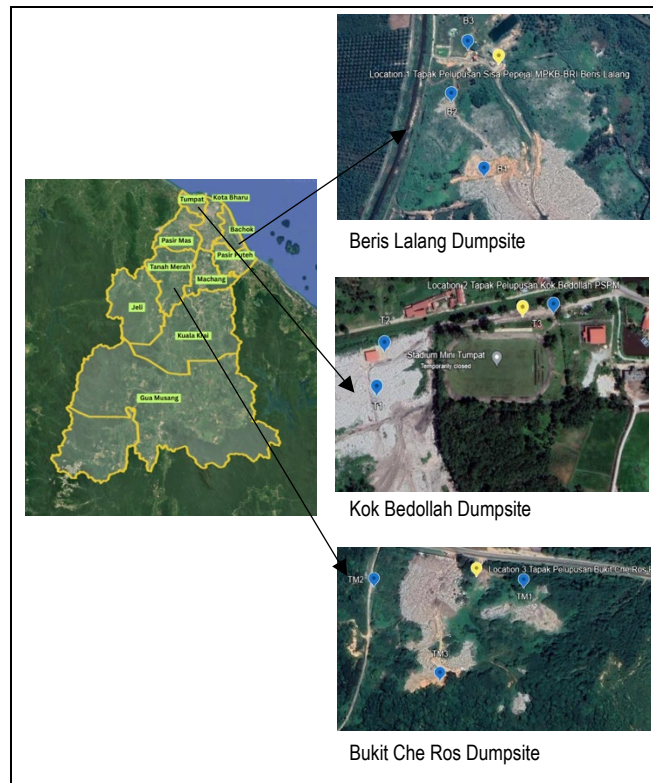 Tumpat
Kota Bharu
Bachok
Pasir Mas
Pasir Puteh
Tanah Merah
Machang
Jeli
Kuala Krai
Gua Musang
B3
Location 1 Tapak Pelupusan Sisa Pepejal MPKB-BRI Beris Lalang
B2
B1
Beris Lalang Dumpsite
Location 2 Tapak Pelupusan Kok Bedollah PSPM
T2
T3
Stadium Mini Tumpat
Temporarily closed
T1
Kok Bedollah Dumpsite
Location 3 Tapak Pelupusan Bukit Che Ros
TM2
TM1
TM3
Bukit Che Ros Dumpsite